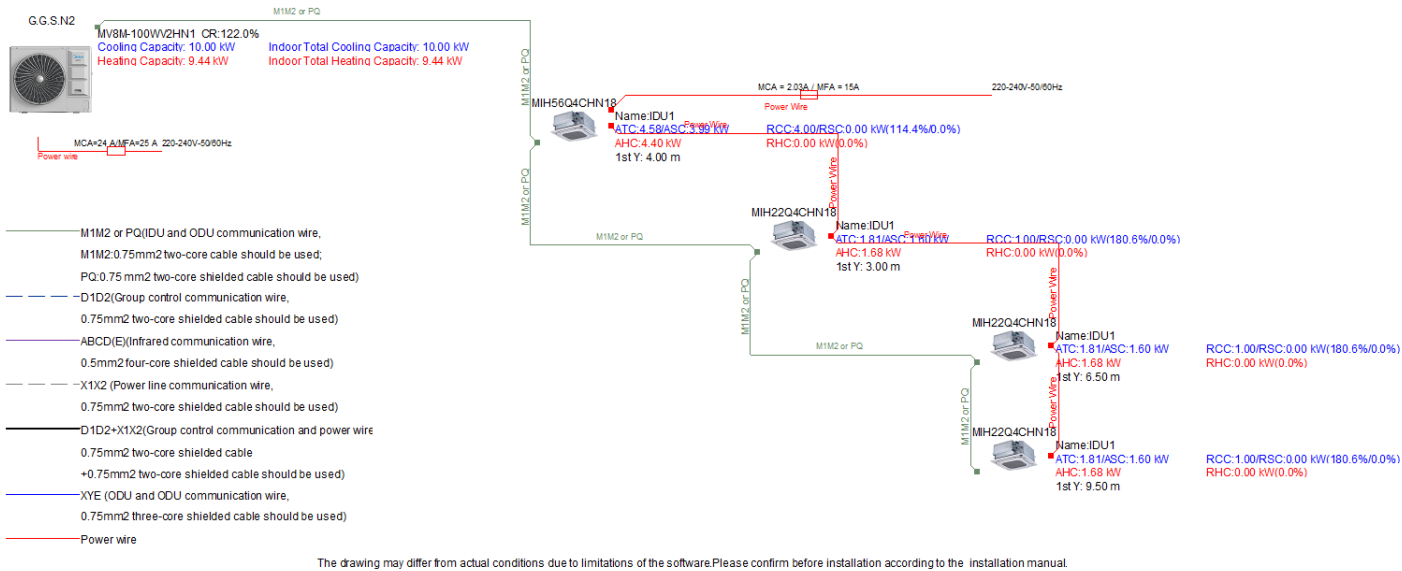 G.G.S.N2
M1M2 or PQ
MV8M-100WV2HN1 CR:122.0%
Cooling Capacity: 10.00 kW Indoor Total Cooling Capacity: 10.00 kW
Heating Capacity: 9.44 kW Indoor Total Heating Capacity: 9.44 kW
M1M2 or PQ
MCA=24 A/MFA=25 A 220-240V-50/60Hz
Power wire
MIH56Q4CHN18
MCA = 2.03A / MFA = 15A 220-240V-50/60Hz
Power Wire
Name:IDU1
Power Wire
ATC:4.58/ASC:3.99 kW RCC:4.00/RSC:0.00 kW(114.4%/0.0%)
AHC:4.40 kW RHC:0.00 kW(0.0%)
1st Y: 4.00 m
M1M2 or PQ
Power Wire
M1M2 or PQ
MIH22Q4CHN18
Name:IDU1
Power Wire
ATC:1.81/ASC:1.60 kW RCC:1.00/RSC:0.00 kW(180.6%/0.0%)
AHC:1.68 kW RHC:0.00 kW(0.0%)
1st Y: 3.00 m
M1M2 or PQ
Power Wire
M1M2 or PQ
MIH22Q4CHN18
Name:IDU1
ATC:1.81/ASC:1.60 kW RCC:1.00/RSC:0.00 kW(180.6%/0.0%)
AHC:1.68 kW RHC:0.00 kW(0.0%)
1st Y: 6.50 m
M1M2 or PQ
Power Wire
MIH22Q4CHN18
Name:IDU1
ATC:1.81/ASC:1.60 kW RCC:1.00/RSC:0.00 kW(180.6%/0.0%)
AHC:1.68 kW RHC:0.00 kW(0.0%)
1st Y: 9.50 m
M1M2 or PQ(IDU and ODU communication wire,
M1M2:0.75mm2 two-core cable should be used;
PQ:0.75 mm2 two-core shielded cable should be used)
D1D2(Group control communication wire,
0.75mm2 two-core shielded cable should be used)
ABCD(E)(Infrared communication wire,
0.5mm2 four-core shielded cable should be used)
X1X2 (Power line communication wire,
0.75mm2 two-core shielded cable should be used)
D1D2+X1X2(Group control communication and power wire
0.75mm2 two-core shielded cable
+0.75mm2 two-core shielded cable should be used)
XYE (ODU and ODU communication wire,
0.75mm2 three-core shielded cable should be used)
Power wire
The drawing may differ from actual conditions due to limitations of the software.Please confirm before installation according to the installation manual.